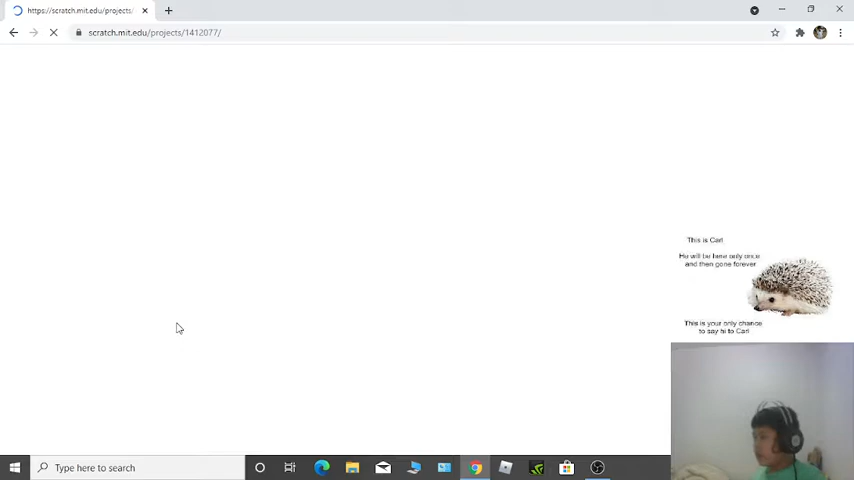 https://scratch.mit.edu/projects/
scratch.mit.edu/projects/1412077/
This is Carl
He will be here only once
and then gone forever
This is your only chance
to say hi to Carl
Type here to search